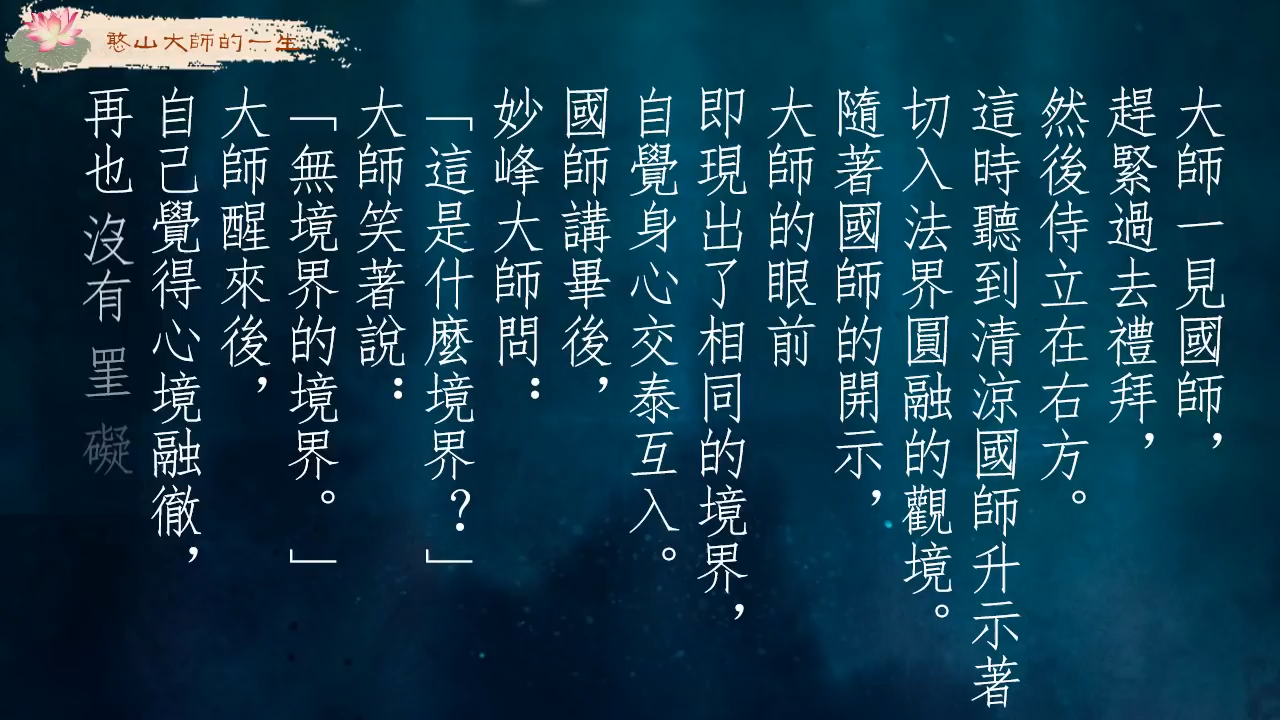 憨山大師的一生
大師一見國師，
趕緊過去禮拜，
然後侍立在右方。
這時聽到清涼國師升示著
切入法界圓融的觀境。
隨著國師的開示，
大師的眼前
即現出了相同的境界，
自覺身心交泰互入。
國師講畢後，
妙峰大師問：
「這是什麼境界？」
大師笑著說：
「無境界的境界。」
大師醒來後，
自己覺得心境融徹，
再也沒有罣礙